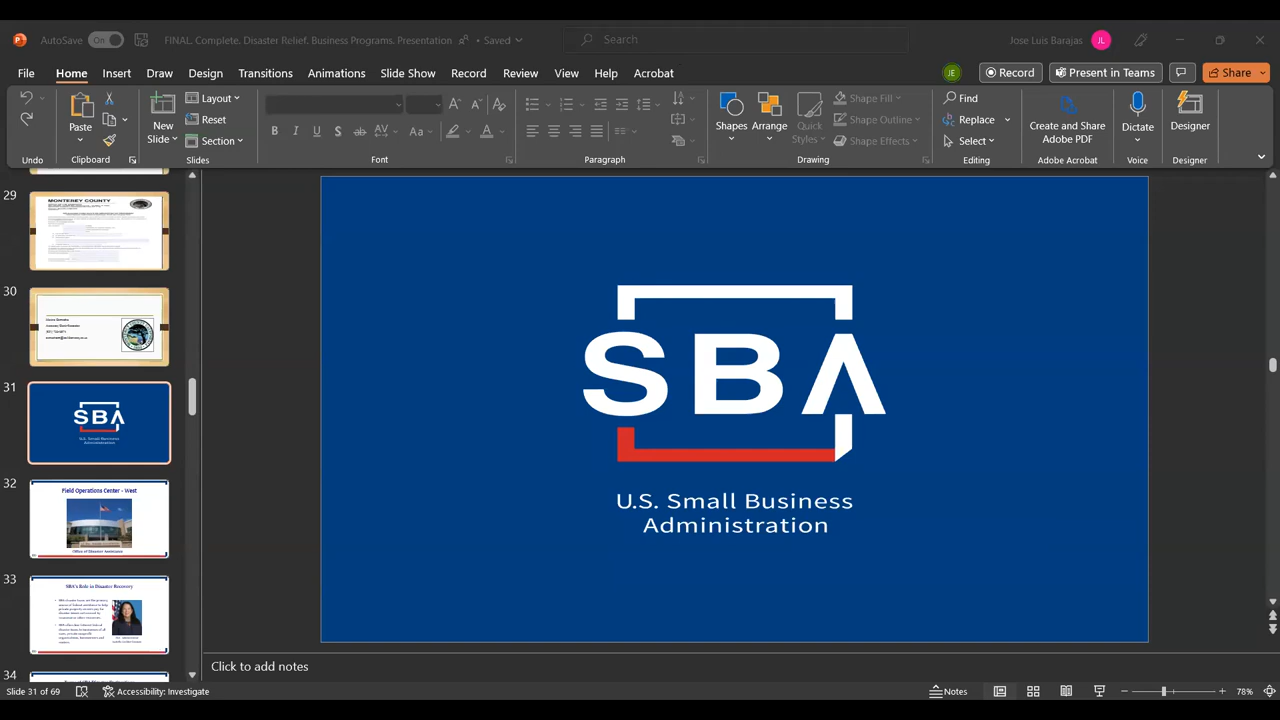 AutoSave On FINAL. Complete. Disaster Relief. Business Programs. Presentation • Saved Search Jose Luis Barajas JL
File Home Insert Draw Design Transitions Animations Slide Show Record Review View Help Acrobat JE Record Present in Teams Share
Paste New Slide Layout Reset Section Shapes Arrange Quick Styles Shape Fill Shape Outline Shape Effects Find Replace Select Create and Share Adobe PDF Dictate Designer
Undo Clipboard Slides Font Paragraph Drawing Editing Adobe Acrobat Voice Designer
29
MONTEREY COUNTY
30
31
SBA
U.S. Small Business
Administration
32
Field Operations Center - West
Office of Disaster Assistance
33
SBA's Role in Disaster Recovery
34
SBA
U.S. Small Business
Administration
Click to add notes
Slide 31 of 69 Accessibility: Investigate Notes 78%